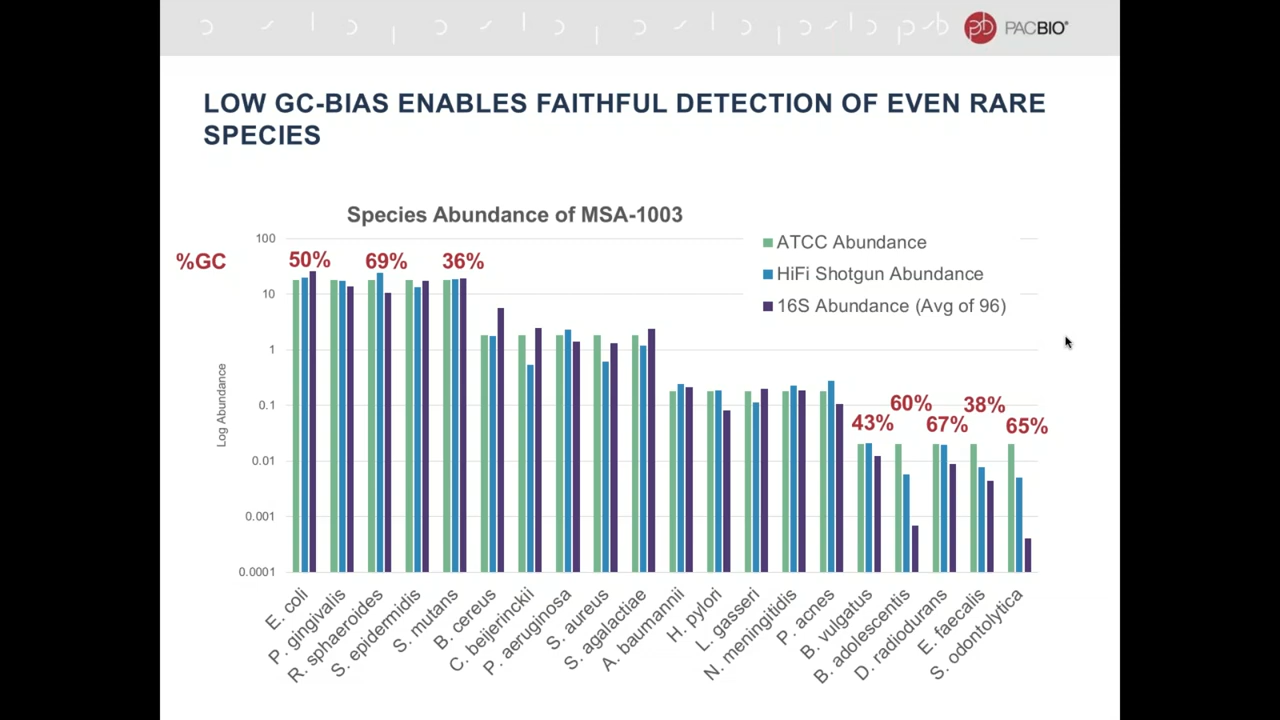 PACBIO®
LOW GC-BIAS ENABLES FAITHFUL DETECTION OF EVEN RARE
SPECIES
Species Abundance of MSA-1003
ATCC Abundance
HiFi Shotgun Abundance
16S Abundance (Avg of 96)
%GC
50%
69%
36%
43%
60%
67%
38%
65%
Log Abundance
100
10
1
0.1
0.01
0.001
0.0001
E. coli
P. gingivalis
R. sphaeroides
S. epidermidis
S. mutans
B. cereus
C. beijerinckii
P. aeruginosa
S. aureus
S. agalactiae
A. baumannii
H. pylori
L. gasseri
N. meningitidis
P. acnes
B. vulgatus
B. adolescentis
D. radiodurans
E. faecalis
S. odontolytica